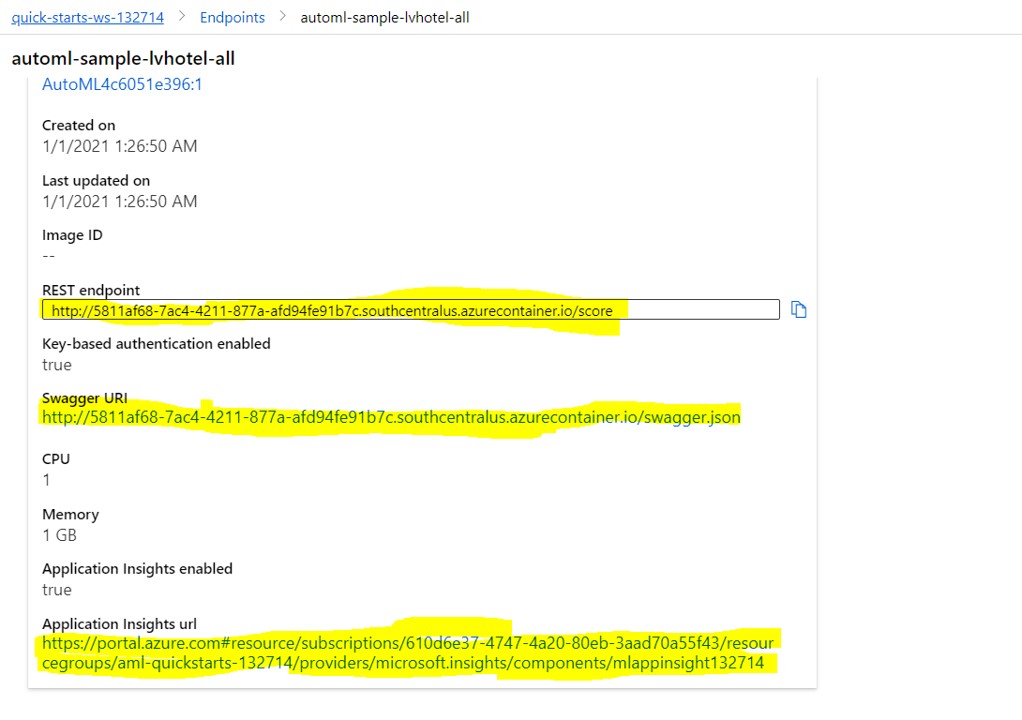 quick-starts-ws-132714 > Endpoints > automl-sample-lvhotel-all
automl-sample-lvhotel-all
AutoML4c6051e396:1
Created on
1/1/2021 1:26:50 AM
Last updated on
1/1/2021 1:26:50 AM
Image ID
--
REST endpoint
http://5811af68-7ac4-4211-877a-afd94fe91b7c.southcentralus.azurecontainer.io/score
Key-based authentication enabled
true
Swagger URI
http://5811af68-7ac4-4211-877a-afd94fe91b7c.southcentralus.azurecontainer.io/swagger.json
CPU
1
Memory
1 GB
Application Insights enabled
true
Application Insights url
https://portal.azure.com#resource/subscriptions/610d6e37-4747-4a20-80eb-3aad70a55f43/resour
cegroups/aml-quickstarts-132714/providers/microsoft.insights/components/mlappinsight132714